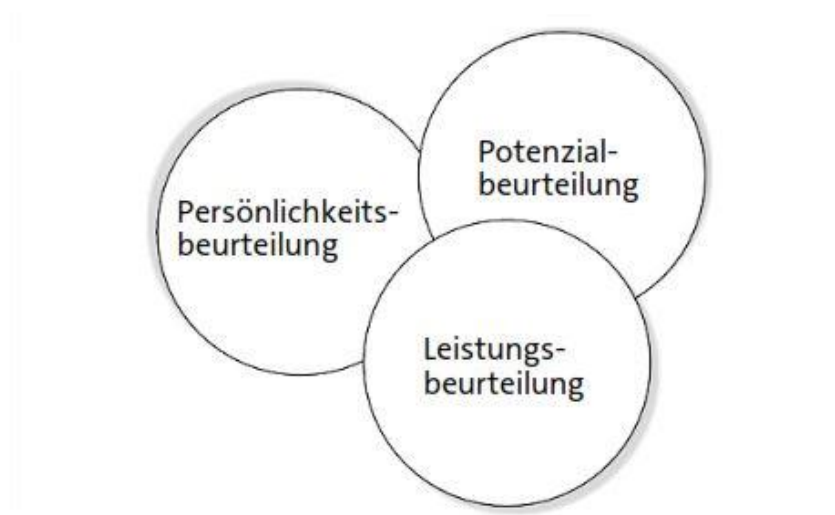 Potenzial-
beurteilung
Persönlichkeits-
beurteilung
Leistungs-
beurteilung